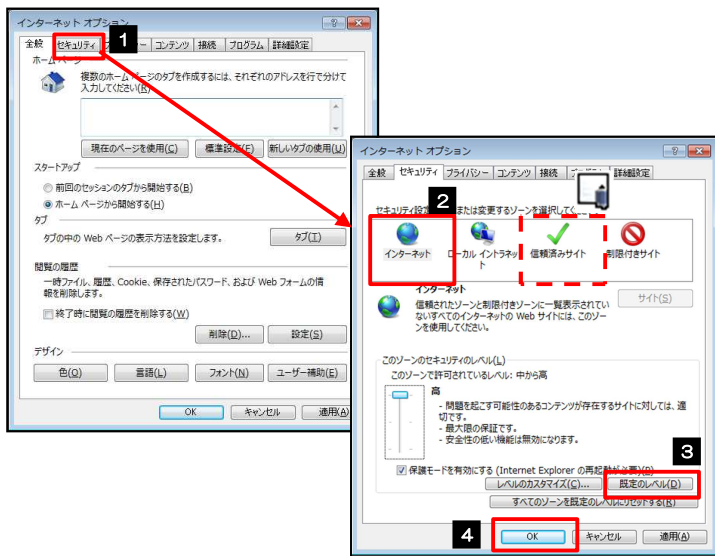 インターネット オプション
全般 セキュリティ コンテンツ 接続 プログラム 詳細設定
1
ホーム ページ
複数のホーム ページのタブを作成するには、それぞれのアドレスを行で分けて
入力してください(R)
現在のページを使用(C) 標準設定(F) 新しいタブの使用(U)
スタートアップ
前回のセッションのタブから開始する(B)
ホーム ページから開始する(H)
タブ
タブの中の Web ページの表示方法を設定します。 タブ(T)
閲覧の履歴
一時ファイル、履歴、Cookie、保存されたパスワード、および Web フォームの情
報を削除します。
終了時に閲覧の履歴を削除する(W)
削除(D)... 設定(S)
デザイン
色(O) 言語(L) フォント(N) ユーザー補助(E)
OK キャンセル 適用(A)
インターネット オプション
全般 セキュリティ プライバシー コンテンツ 接続 詳細設定
2
セキュリティ設定 または変更するゾーンを選択して
インターネット ローカル イントラネット 信頼済みサイト 制限付きサイト
インターネット
信頼されたゾーンと制限付きゾーンに一覧表示されてい
ないすべてのインターネットの Web サイトには、このゾー
ンを使用してください。
サイト(S)
このゾーンのセキュリティのレベル(L)
このゾーンで許可されているレベル: 中から高
高
- 問題を起こす可能性のあるコンテンツが存在するサイトに対しては、適
切です。
- 最大限の保証です。
- 安全性の低い機能は無効になります。
3
保護モードを有効にする (Internet Explorer の再起動が必要)(P)
レベルのカスタマイズ(C)... 既定のレベル(D)
すべてのゾーンを既定のレベルにリセットする(R)
4
OK キャンセル 適用(A)